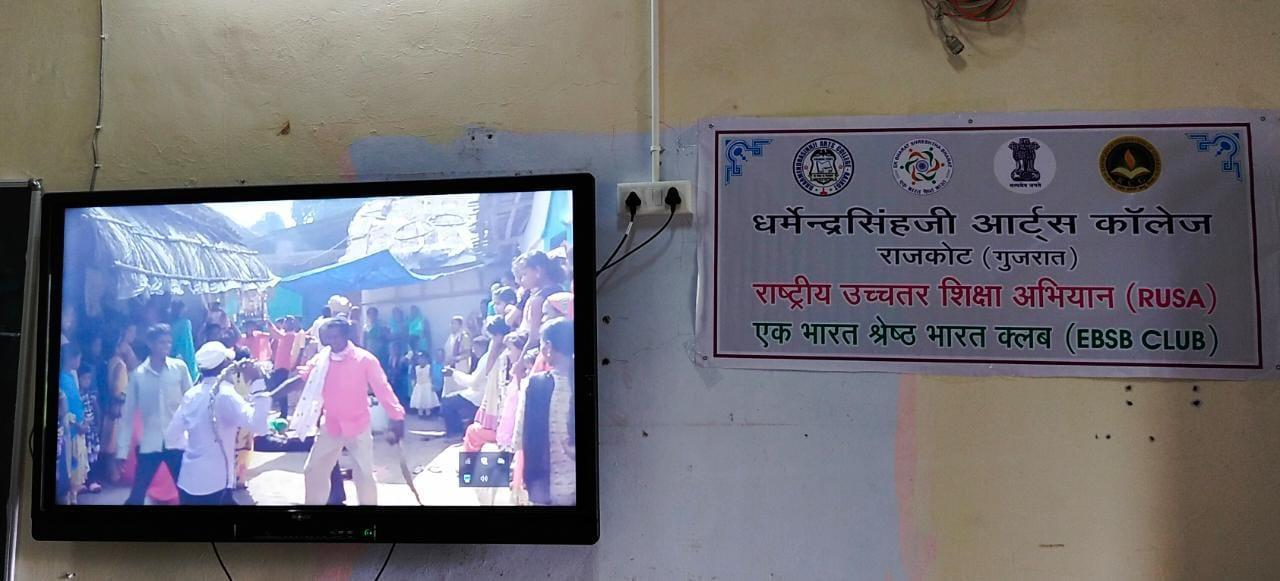 धर्मेन्द्रसिंहजी आर्ट्स कॉलेज
राजकोट (गुजरात)
राष्ट्रीय उच्चतर शिक्षा अभियान (RUSA)
एक भारत श्रेष्ठ भारत क्लब (EBSB CLUB)